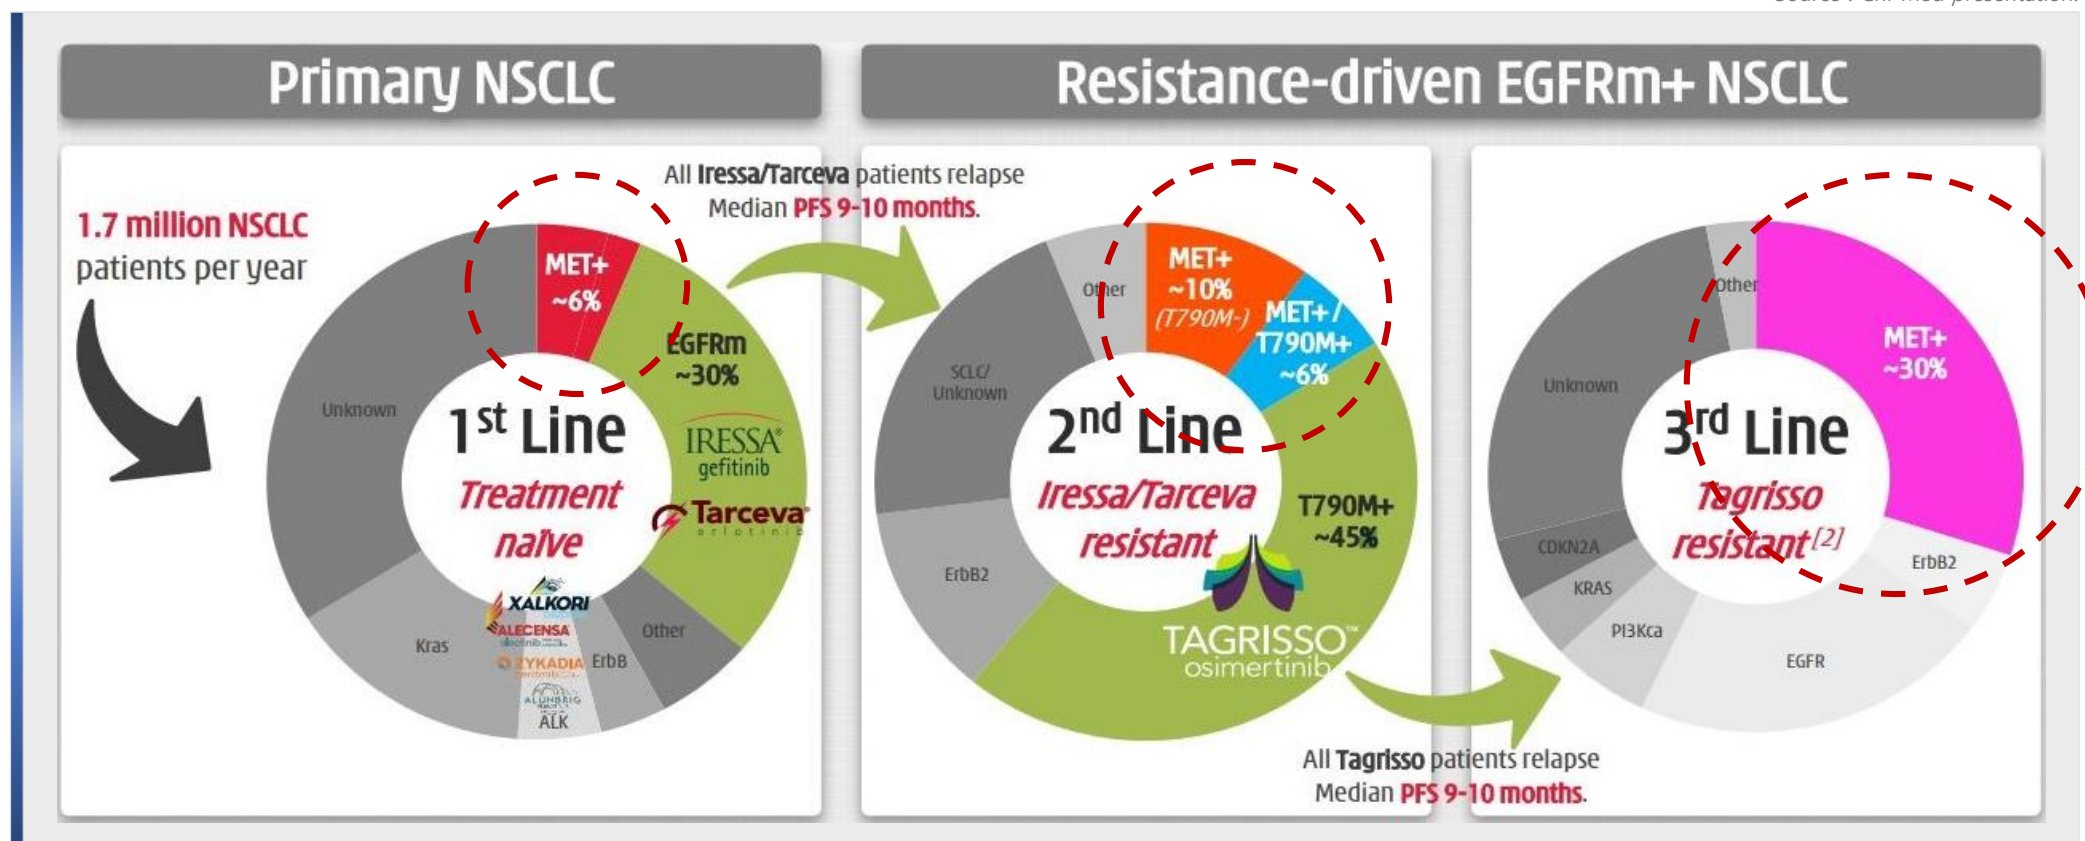 Primary NSCLC
Resistance-driven EGFRm+ NSCLC
1.7 million NSCLC
patients per year
All Iressa/Tarceva patients relapse
Median PFS 9-10 months.
MET+
~6%
EGFRm
~30%
IRESSA®
gefitinib
Tarceva
erlotinib
Other
ErbB
XALKORI
ALECENSA
ZYKADIA
ALUNBRIG
ALK
Kras
Unknown
1st Line
Treatment
naïve
Other
MET+
~10%
(T790M-)
MET+/
T790M+
~6%
SCLC/
Unknown
ErbB2
T790M+
~45%
2nd Line
Iressa/Tarceva
resistant
TAGRISSO™
osimertinib
All Tagrisso patients relapse
Median PFS 9-10 months.
Other
MET+
~30%
Unknown
CDKN2A
KRAS
PI3Kca
EGFR
ErbB2
3rd Line
Tagrisso
resistant[2]